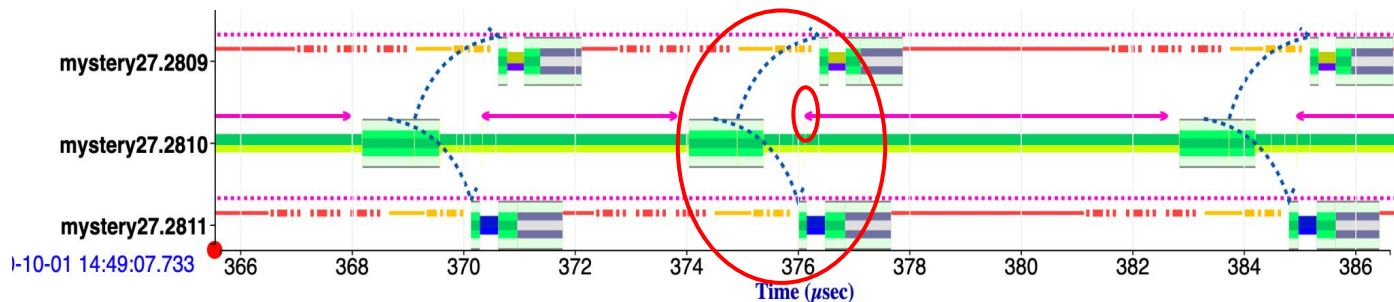 mystery27.2809
mystery27.2810
mystery27.2811
366 368 370 372 374 376 378 380 382 384 386
-10-01 14:49:07.733
Time (μsec)